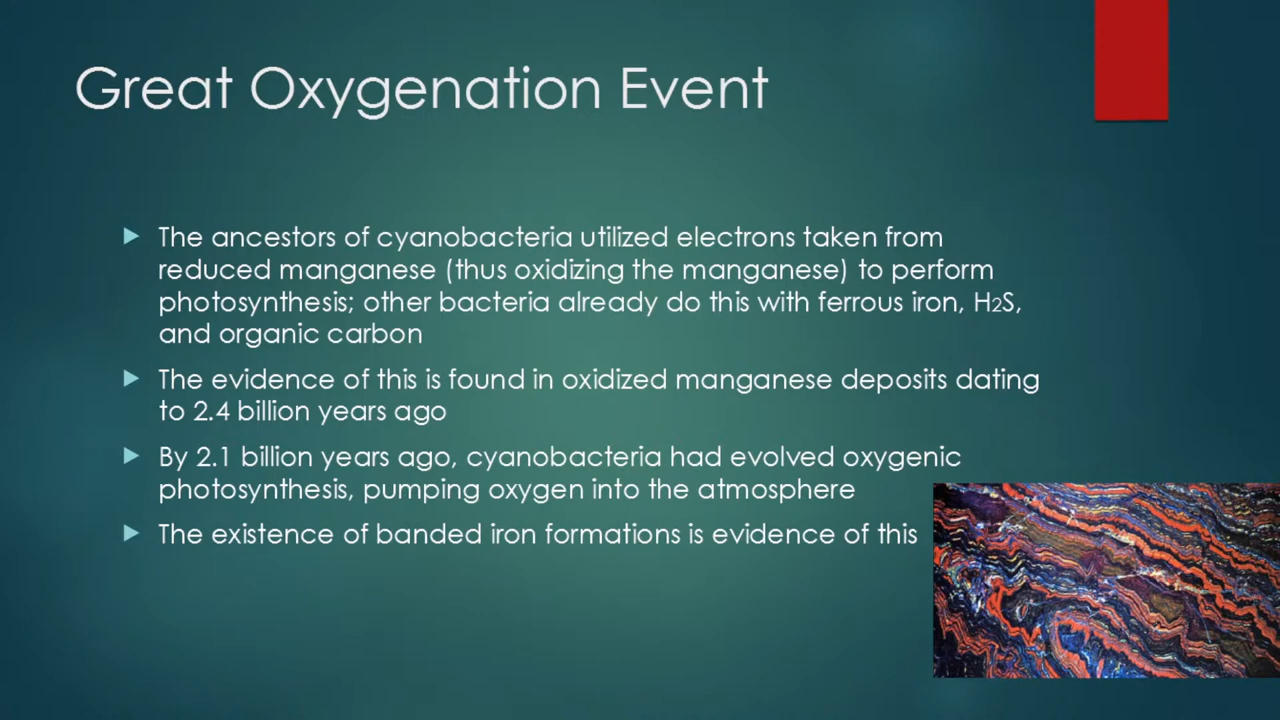 Great Oxygenation Event
The ancestors of cyanobacteria utilized electrons taken from
reduced manganese (thus oxidizing the manganese) to perform
photosynthesis; other bacteria already do this with ferrous iron, H2S,
and organic carbon
The evidence of this is found in oxidized manganese deposits dating
to 2.4 billion years ago
By 2.1 billion years ago, cyanobacteria had evolved oxygenic
photosynthesis, pumping oxygen into the atmosphere
The existence of banded iron formations is evidence of this